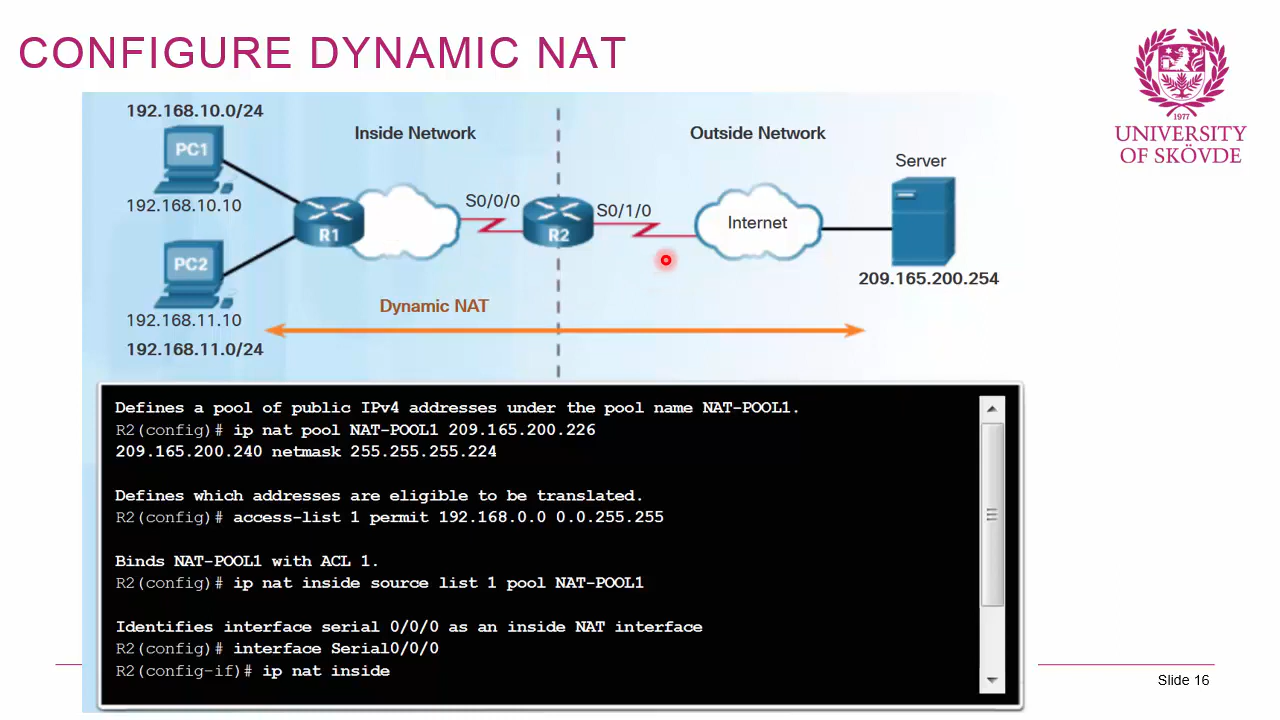 CONFIGURE DYNAMIC NAT
1977
UNIVERSITY
OF SKÖVDE
192.168.10.0/24
Inside Network
Outside Network
PC1
Server
192.168.10.10
S0/0/0
S0/1/0
R1
R2
Internet
PC2
209.165.200.254
Dynamic NAT
192.168.11.10
192.168.11.0/24
Defines a pool of public IPv4 addresses under the pool name NAT-POOL1.
R2(config)# ip nat pool NAT-POOL1 209.165.200.226
209.165.200.240 netmask 255.255.255.224
Defines which addresses are eligible to be translated.
R2(config)# access-list 1 permit 192.168.0.0 0.0.255.255
Binds NAT-POOL1 with ACL 1.
R2(config)# ip nat inside source list 1 pool NAT-POOL1
Identifies interface serial 0/0/0 as an inside NAT interface
R2(config)# interface Serial0/0/0
R2(config-if)# ip nat inside
Slide 16